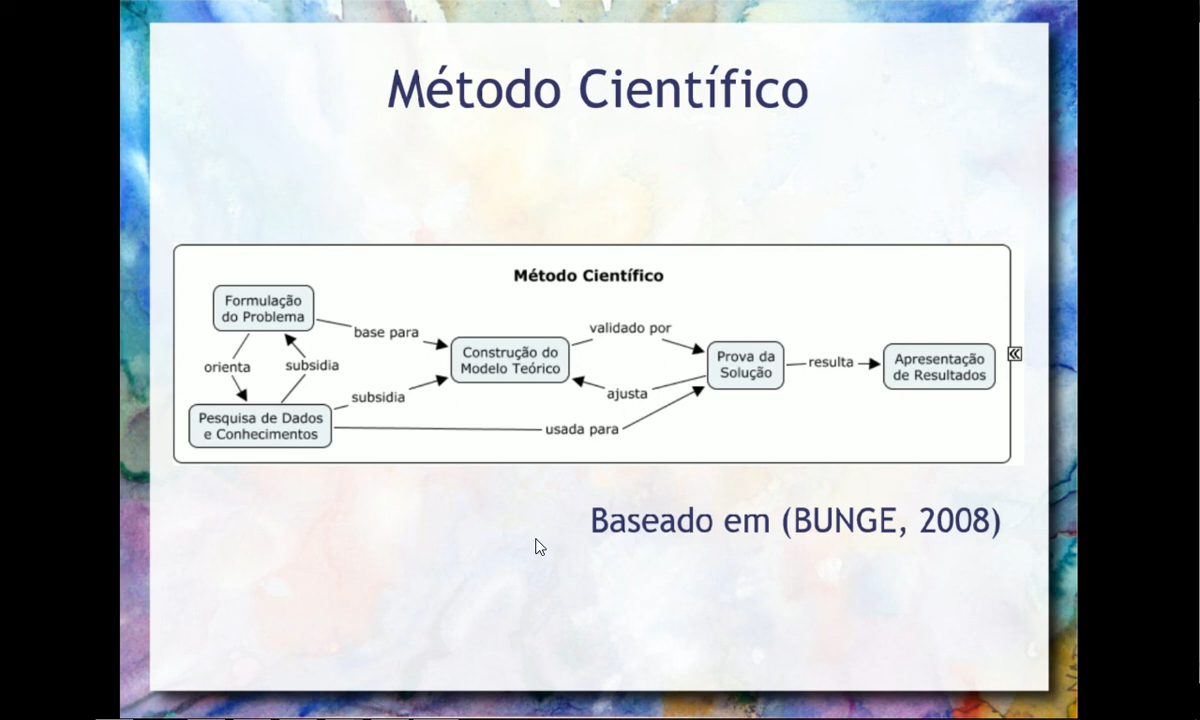 Método Científico
Método Científico
Formulação
do Problema
base para
validado por
orienta
subsidia
Construção do
Modelo Teórico
Prova da
Solução
resulta
Apresentação
de Resultados
subsidia
ajusta
Pesquisa de Dados
e Conhecimentos
usada para
Baseado em (BUNGE, 2008)